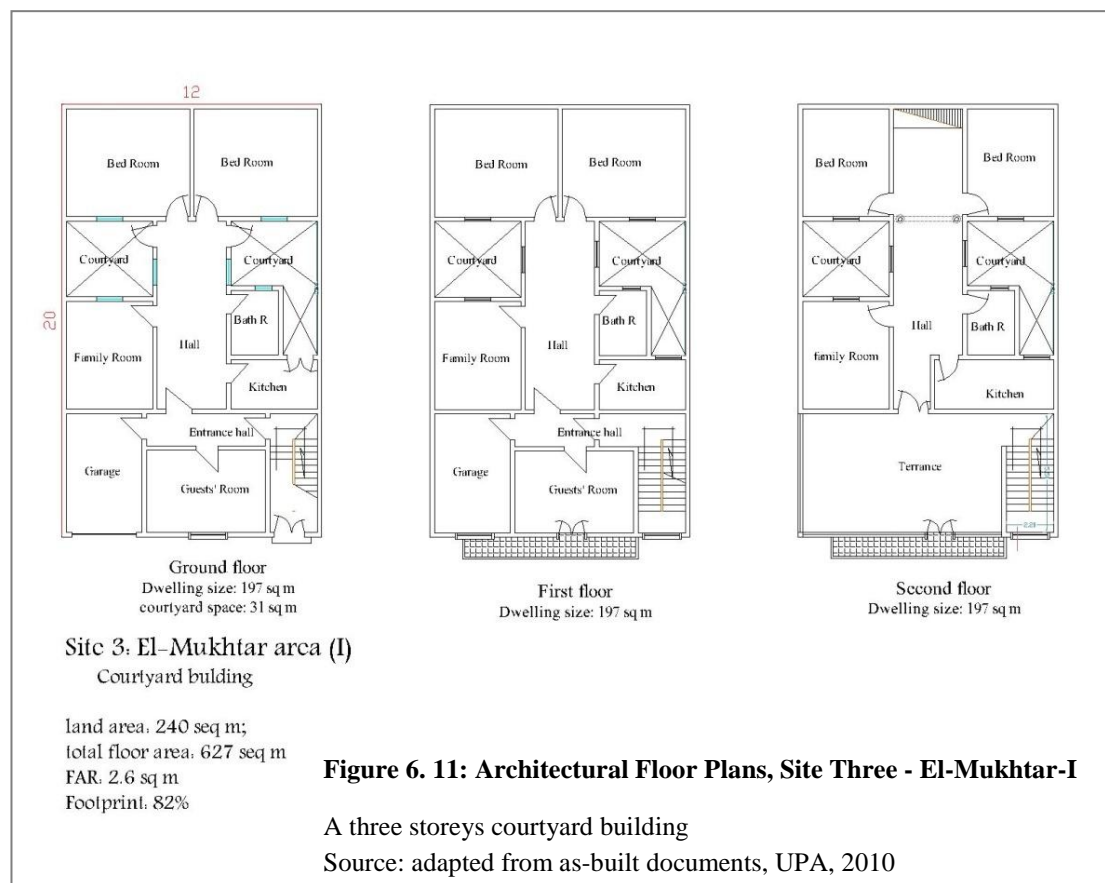 12
20
Bed Room
Bed Room
Courtyard
Courtyard
Bath R
Family Room
Hall
Kitchen
Entrance hall
Garage
Guests' Room
Ground floor
Dwelling size: 197 sq m
courtyard space: 31 sq m
Bed Room
Bed Room
Courtyard
Courtyard
Bath R
Family Room
Hall
Kitchen
Entrance hall
Garage
Guests' Room
First floor
Dwelling size: 197 sq m
Bed Room
Bed Room
Courtyard
Courtyard
Bath R
Hall
family Room
Kitchen
Terrance
Second floor
Dwelling size: 197 sq m
Site 3: El-Mukhtar area (I)
Courtyard bulding
land area: 240 seq m;
total floor area: 627 seq m
FAR: 2.6 sq m
Footprint: 82%
Figure 6. 11: Architectural Floor Plans, Site Three - El-Mukhtar-I
A three storeys courtyard building
Source: adapted from as-built documents, UPA, 2010